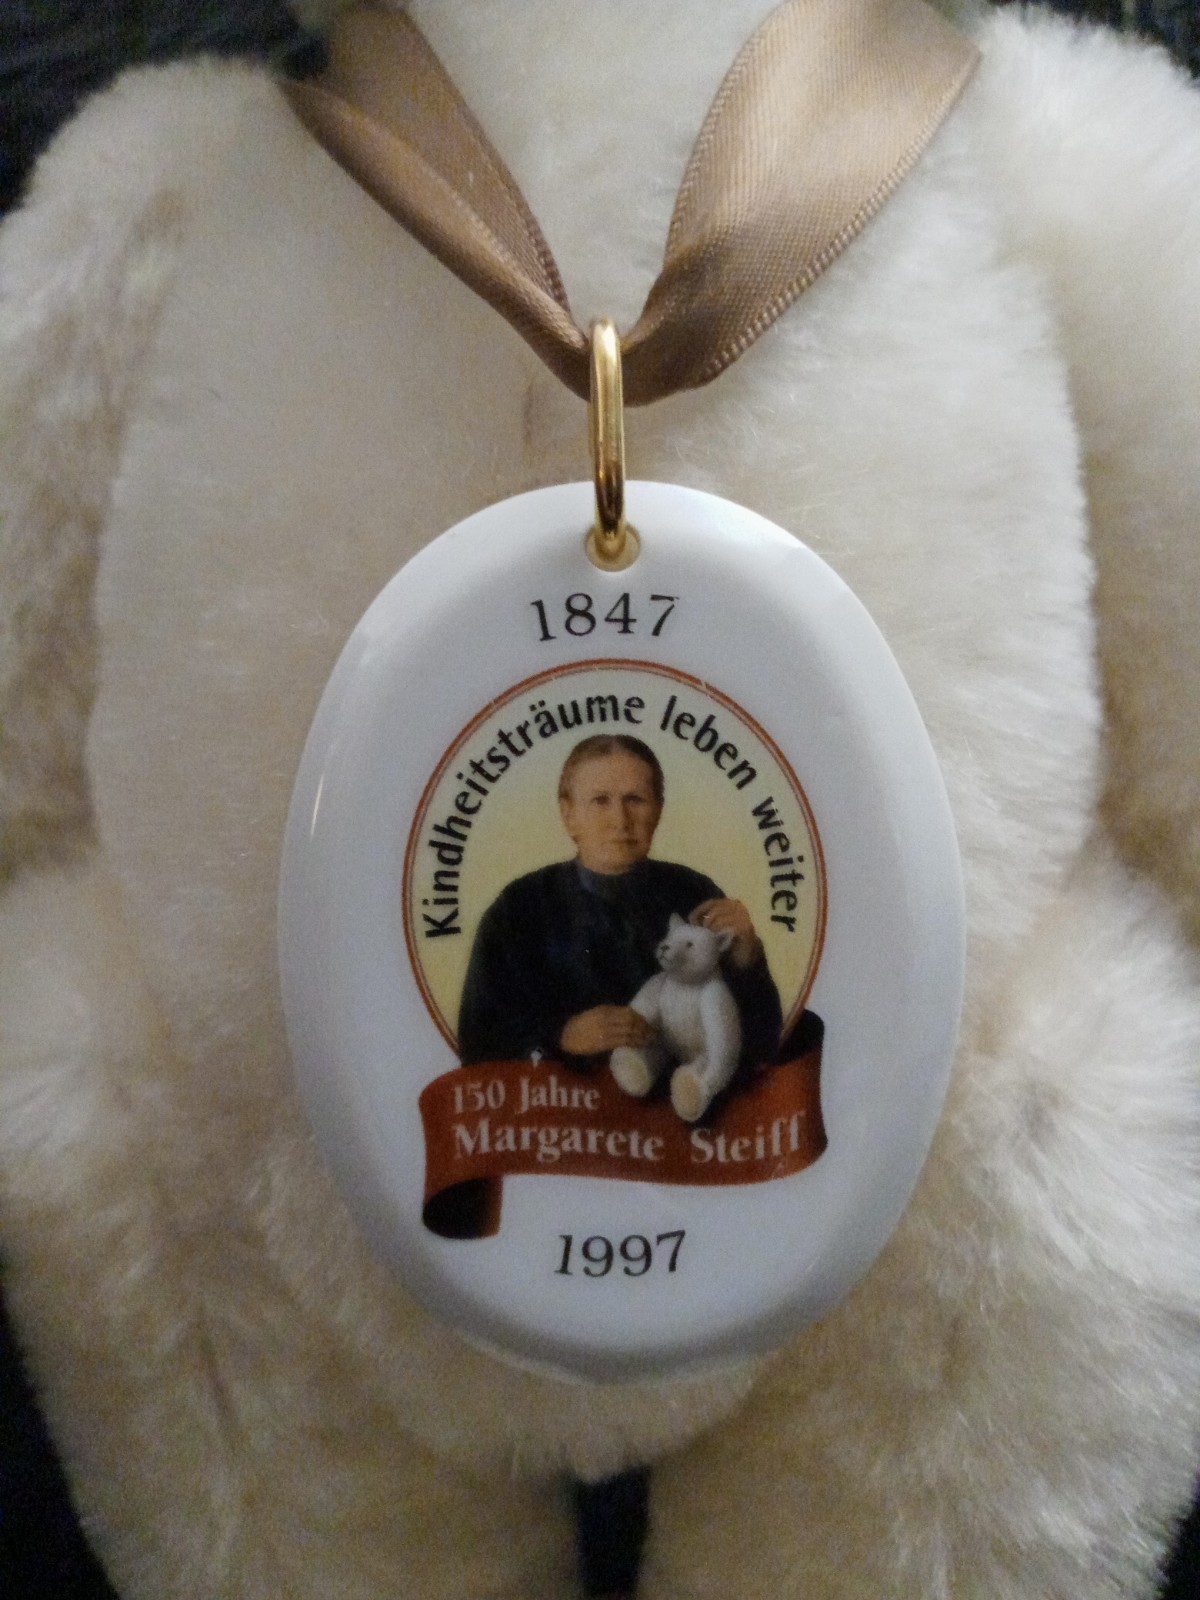 1847
Kindheitsträume leben weiter
150 Jahre
Margarete Steiff
1997